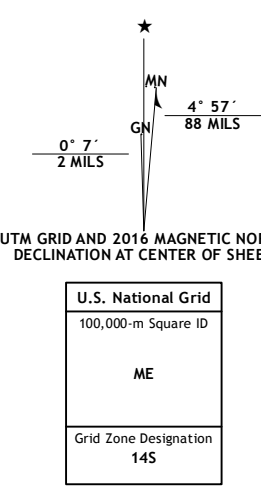 ★
MN
GN
4° 57´
88 MILS
0° 7´
2 MILS
UTM GRID AND 2016 MAGNETIC NOR
DECLINATION AT CENTER OF SHEE
U.S. National Grid
100,000-m Square ID
ME
Grid Zone Designation
14S